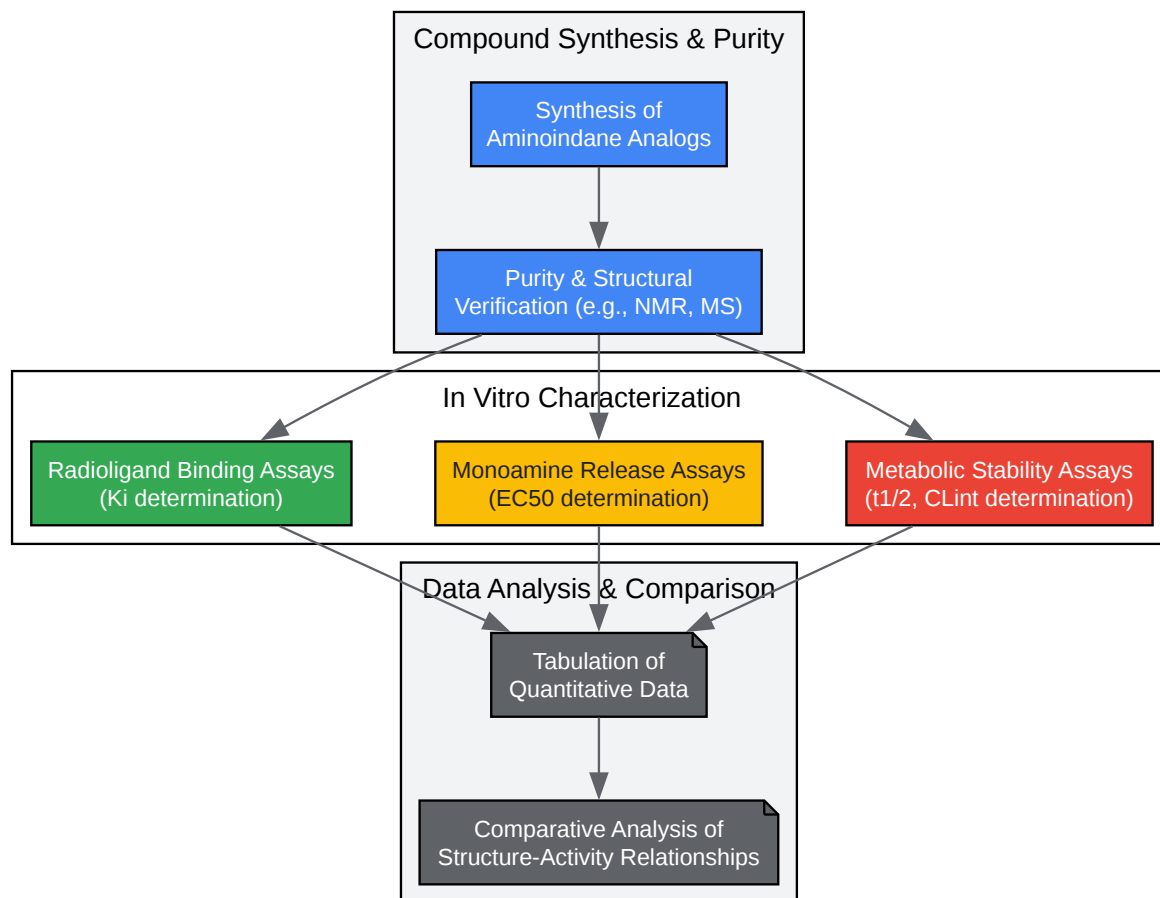 Compound Synthesis & Purity
Synthesis of
Aminoindane Analogs
Purity & Structural
Verification (e.g., NMR, MS)
In Vitro Characterization
Radioligand Binding Assays
(Ki determination)
Monoamine Release Assays
(EC50 determination)
Metabolic Stability Assays
(t1/2, CLint determination)
Data Analysis & Comparison
Tabulation of
Quantitative Data
Comparative Analysis of
Structure-Activity Relationships